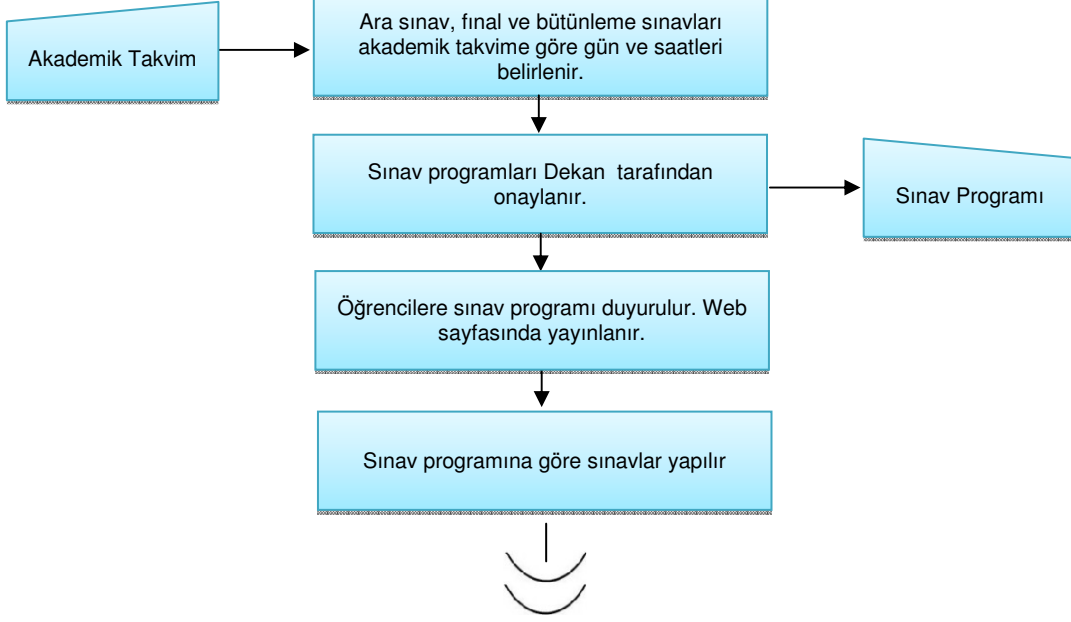 Akademik Takvim
Ara sınav, fınal ve bütünleme sınavları
akademik takvime göre gün ve saatleri
belirlenir.
Sınav programları Dekan  tarafından
onaylanır.
Sınav Programı
Öğrencilere sınav programı duyurulur. Web
sayfasında yayınlanır.
Sınav programına göre sınavlar yapılır